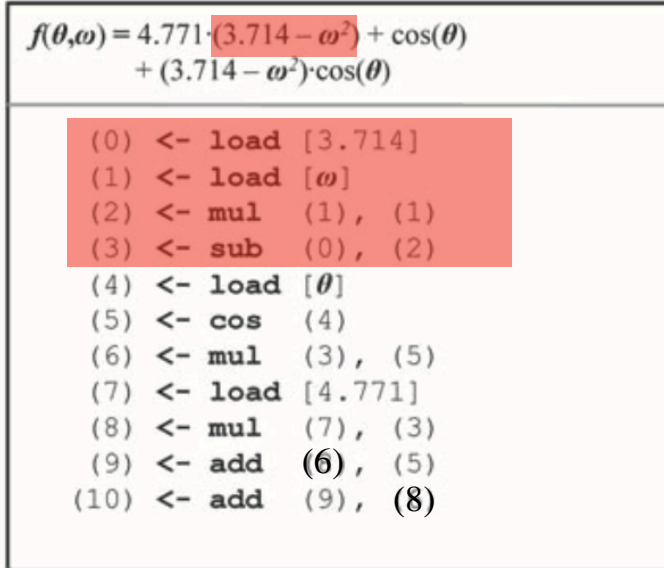 f(θ,ω) = 4.771·(3.714 – ω²) + cos(θ)
+ (3.714 – ω²)·cos(θ)
(0) <- load [3.714]
(1) <- load [ω]
(2) <- mul (1), (1)
(3) <- sub (0), (2)
(4) <- load [θ]
(5) <- cos (4)
(6) <- mul (3), (5)
(7) <- load [4.771]
(8) <- mul (7), (3)
(9) <- add (6), (5)
(10) <- add (9), (8)